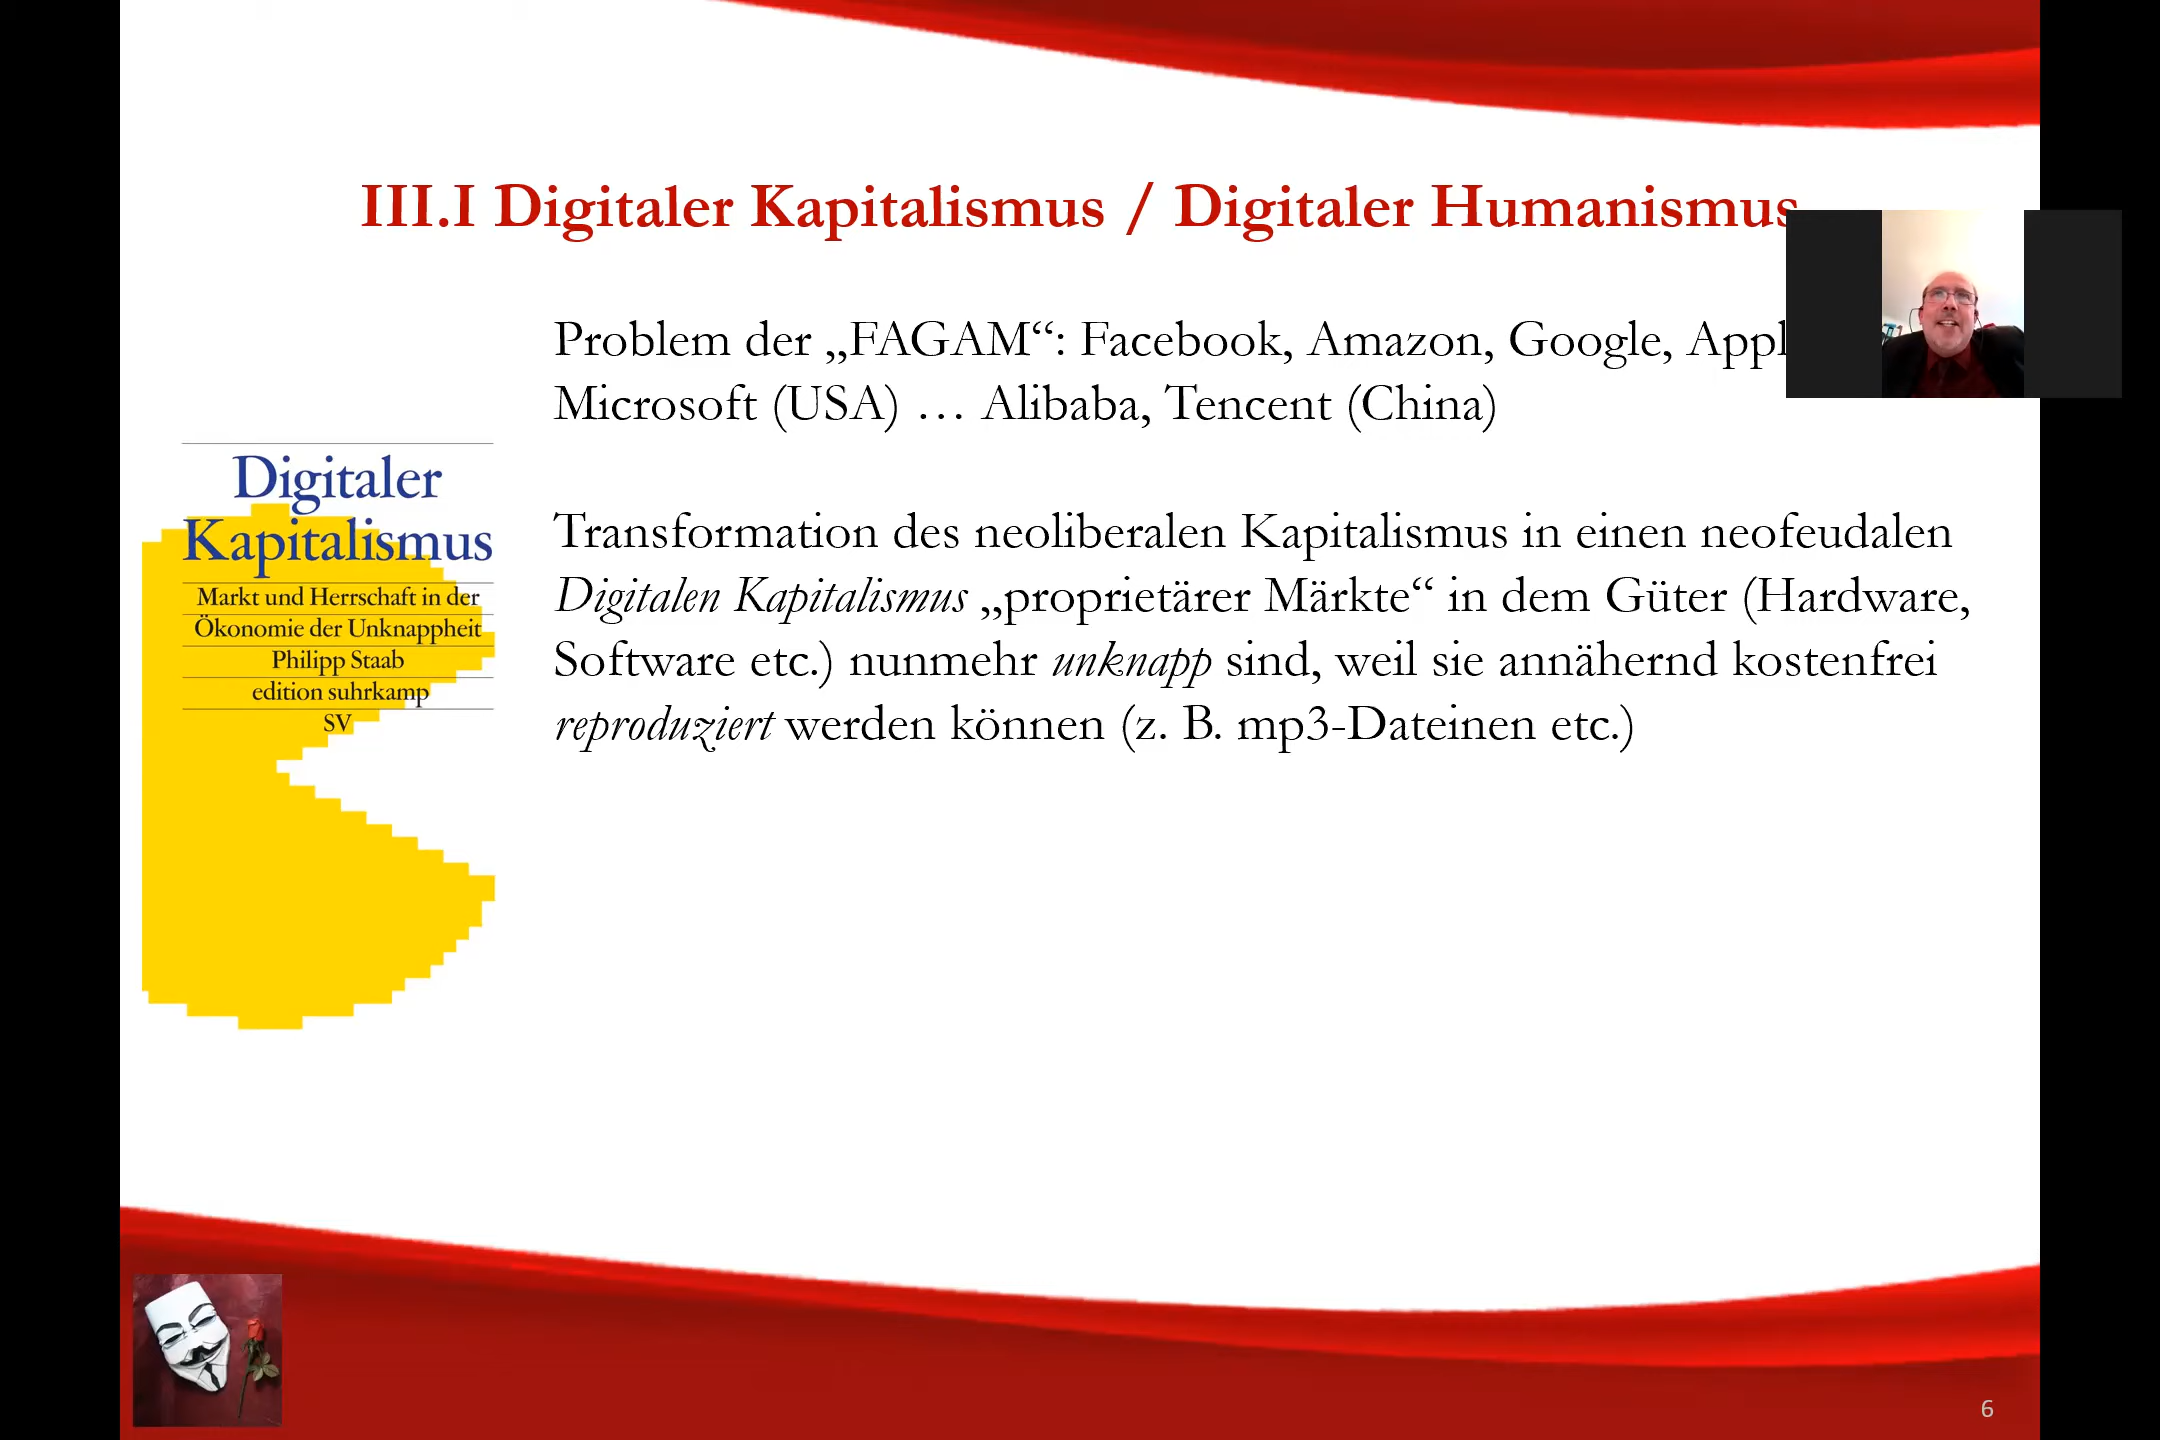 III.I Digitaler Kapitalismus / Digitaler Humanismus
Problem der „FAGAM“: Facebook, Amazon, Google, Appl
Microsoft (USA) … Alibaba, Tencent (China)
Digitaler
Kapitalismus
Markt und Herrschaft in der
Ökonomie der Unknappheit
Philipp Staab
edition suhrkamp
SV
Transformation des neoliberalen Kapitalismus in einen neofeudalen
Digitalen Kapitalismus „proprietärer Märkte“ in dem Güter (Hardware,
Software etc.) nunmehr unknapp sind, weil sie annähernd kostenfrei
reproduziert werden können (z. B. mp3-Dateinen etc.)
6